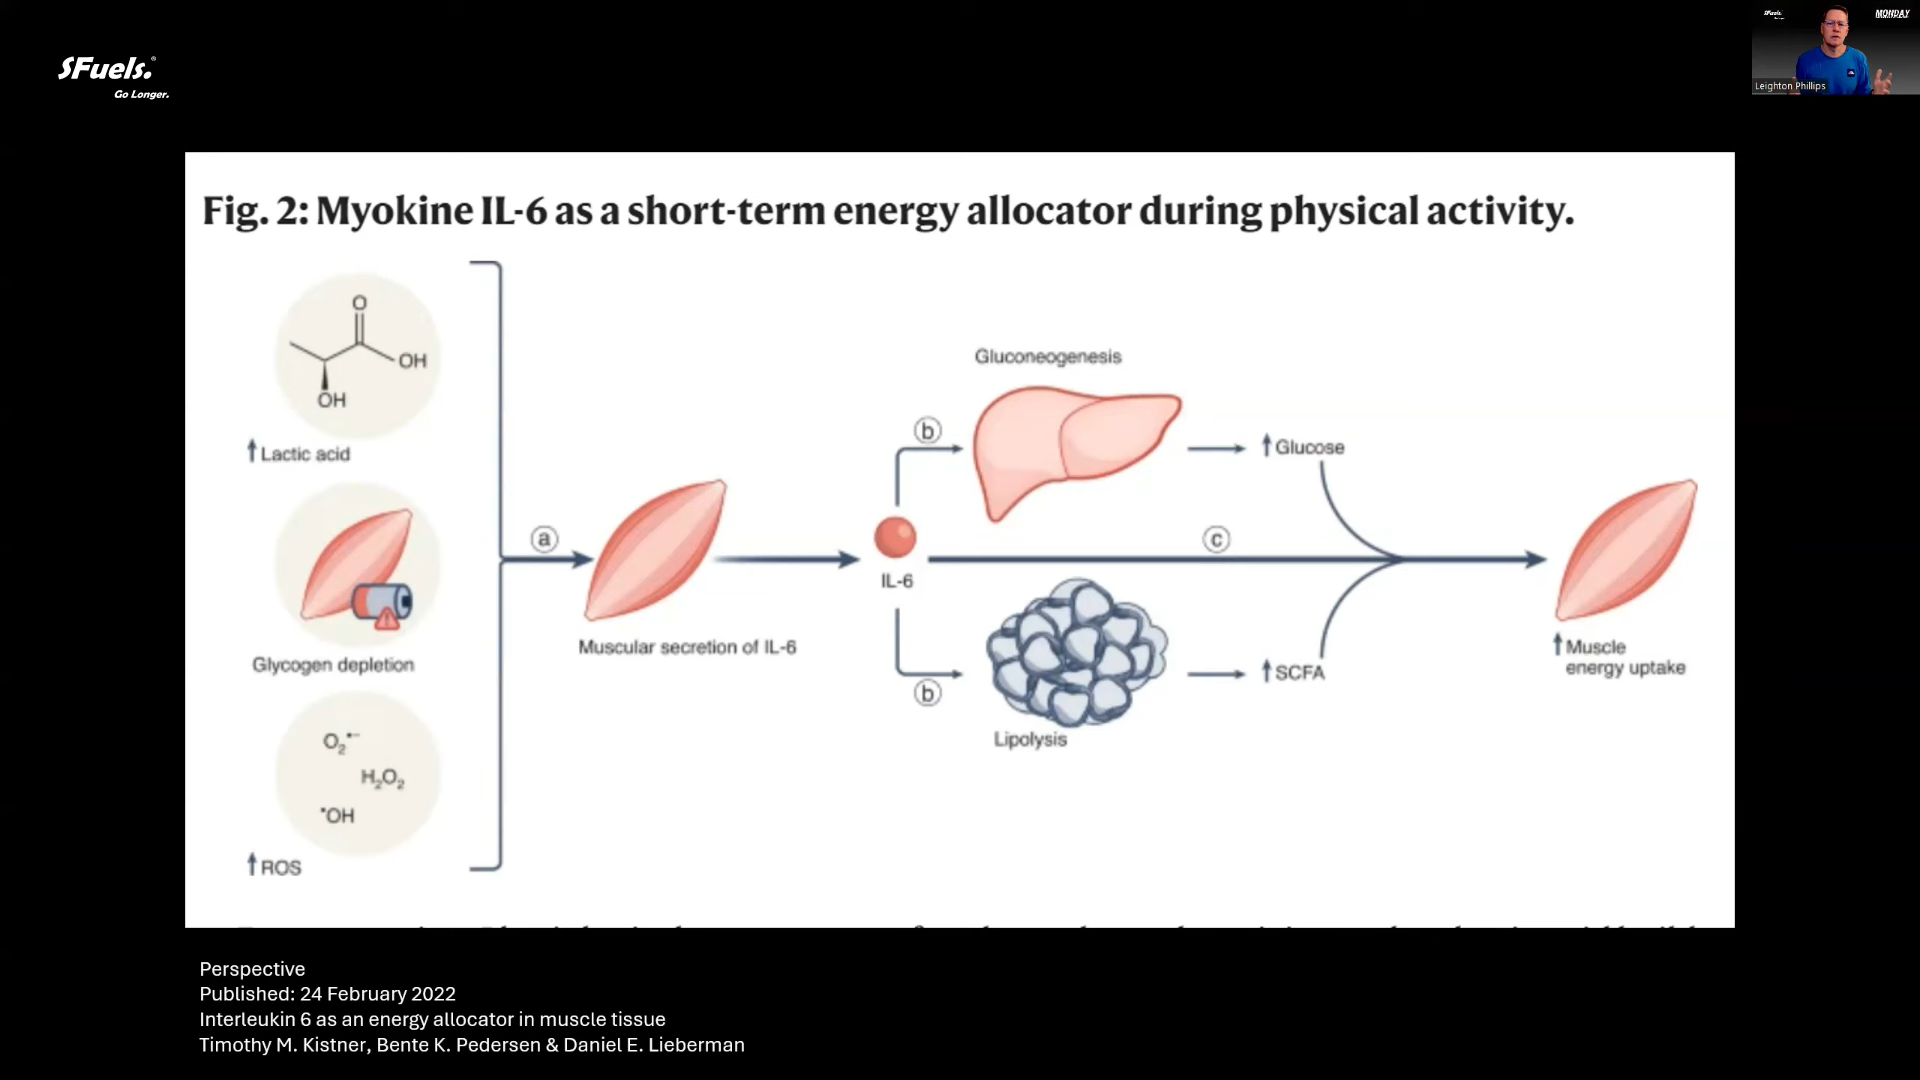 SFuels.®
Go Longer.
SFuels.
MONDAY
Leighton Phillips
Fig. 2: Myokine IL-6 as a short-term energy allocator during physical activity.
O
OH
OH
↑ Lactic acid
Glycogen depletion
O₂•−
H₂O₂
•OH
↑ ROS
a
Muscular secretion of IL-6
IL-6
b
Gluconeogenesis
↑ Glucose
c
b
Lipolysis
↑ SCFA
↑ Muscle
energy uptake
Perspective
Published: 24 February 2022
Interleukin 6 as an energy allocator in muscle tissue
Timothy M. Kistner, Bente K. Pedersen & Daniel E. Lieberman